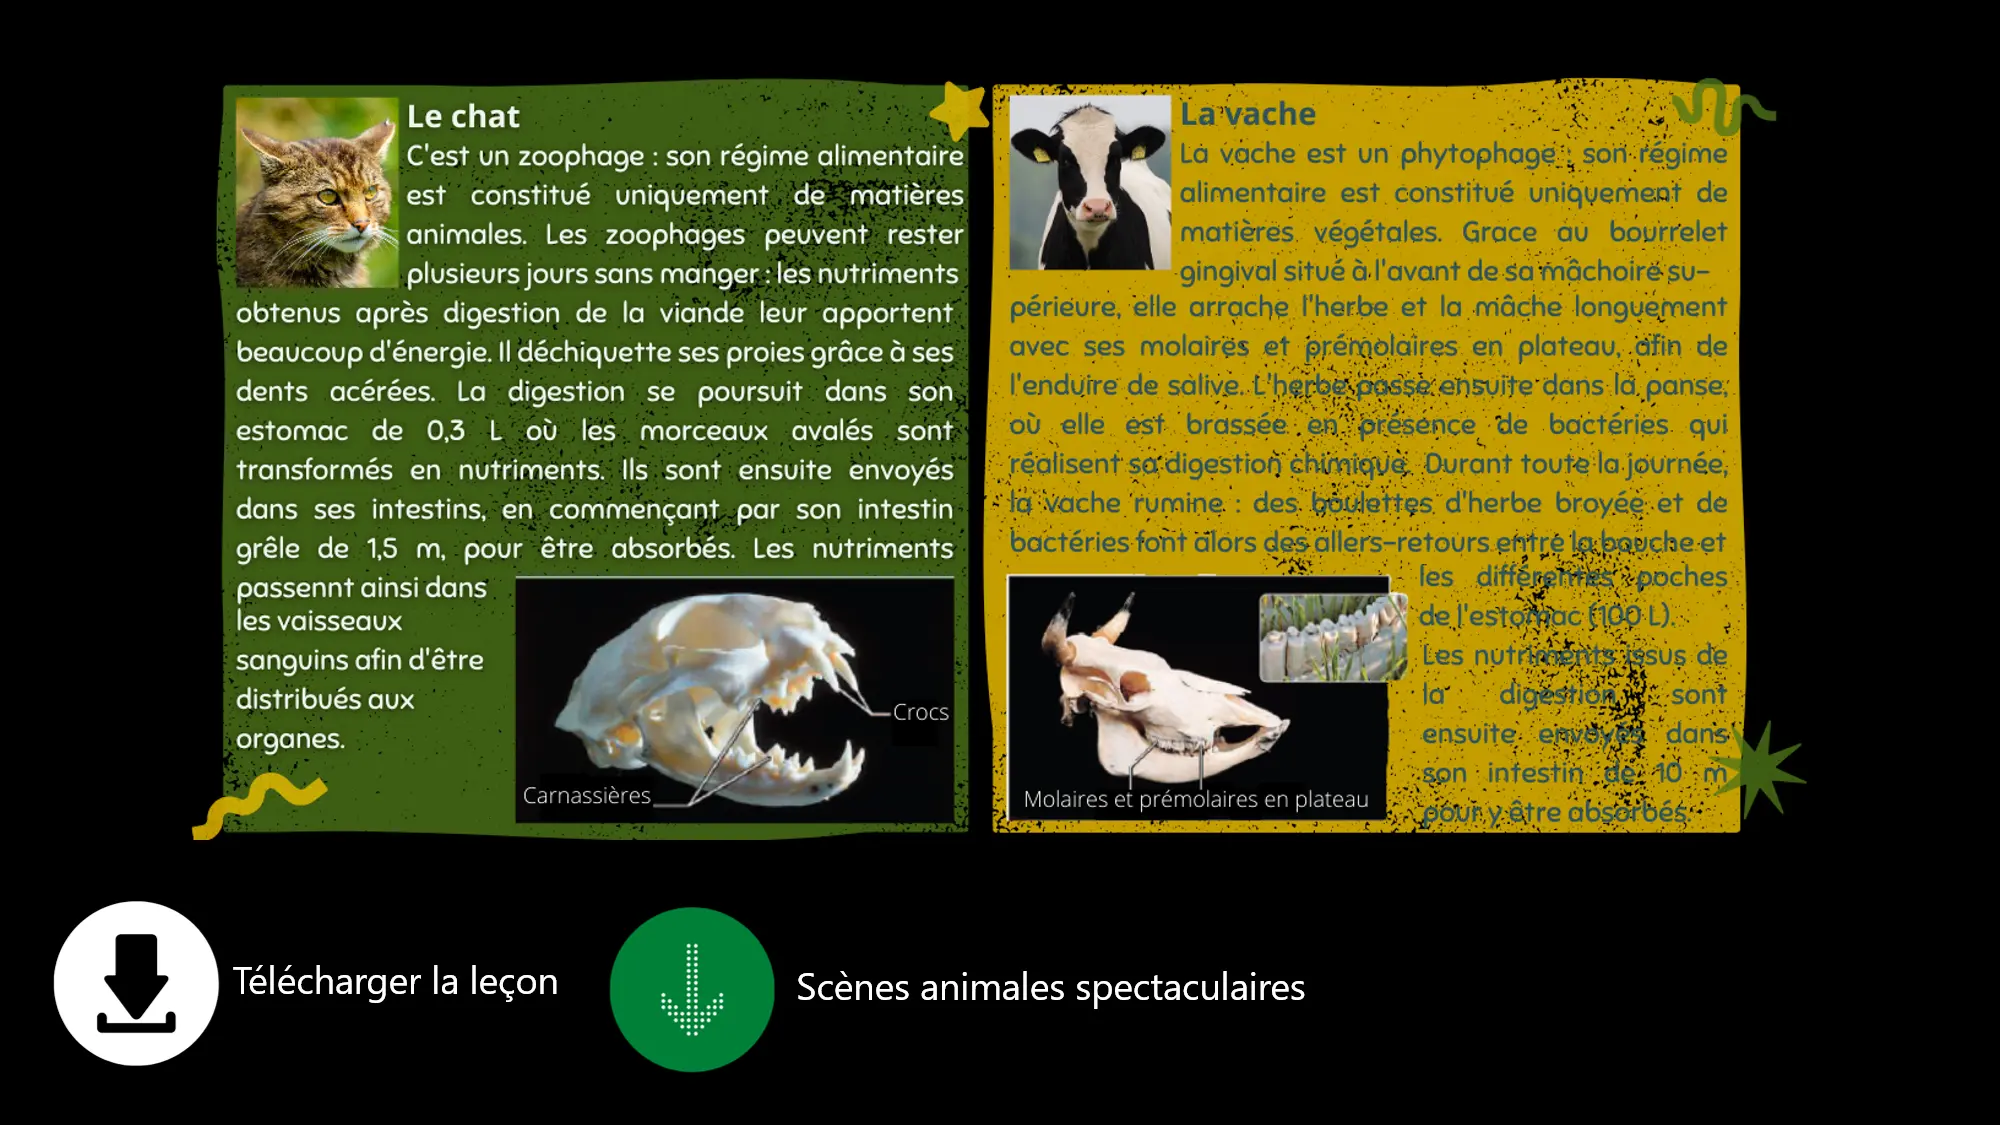 Le chat
C'est un zoophage : son régime alimentaire
est constitué uniquement de matières
animales. Les zoophages peuvent rester
plusieurs jours sans manger : les nutriments
obtenus après digestion de la viande leur apportent
beaucoup d'énergie. Il déchiquette ses proies grâce à ses
dents acérées. La digestion se poursuit dans son
estomac de 0,3 L où les morceaux avalés sont
transformés en nutriments. Ils sont ensuite envoyés
dans ses intestins, en commençant par son intestin
grêle de 1,5 m, pour être absorbés. Les nutriments
passennt ainsi dans
les vaisseaux
sanguins afin d'être
distribués aux
organes.
Crocs
Carnassières
La vache
La vache est un phytophage : son régime
alimentaire est constitué uniquement de
matières végétales. Grace au bourrelet
gingival situé à l'avant de sa mâchoire su-
périeure, elle arrache l'herbe et la mâche longuement
avec ses molaires et prémolaires en plateau, afin de
l'enduire de salive. L'herbe passe ensuite dans la panse,
où elle est brassée en présence de bactéries qui
réalisent sa digestion chimique. Durant toute la journée,
la vache rumine : des boulettes d'herbe broyée et de
bactéries font alors des allers-retours entre la bouche et
les différentes poches
de l'estomac (100 L).
Les nutriments issus de
la digestion sont
ensuite envoyés dans
son intestin de 10 m
pour y être absorbés.
Molaires et prémolaires en plateau
Télécharger la leçon
Scènes animales spectaculaires